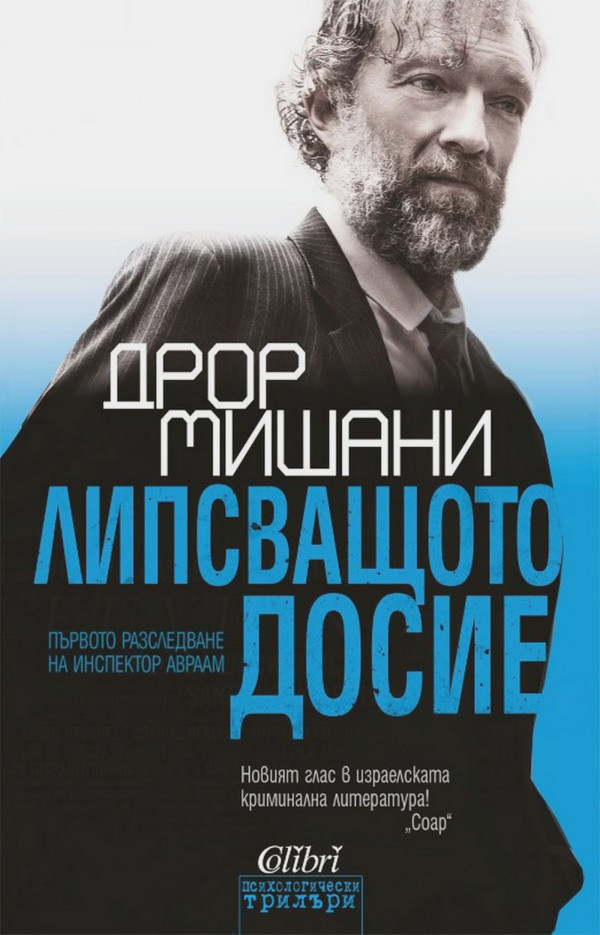 ДРОР
МИШАНИ
ЛИПСВАЩОТО
ДОСИЕ
ПЪРВОТО РАЗСЛЕДВАНЕ
НА ИНСПЕКТОР АВРААМ
Новият глас в израелската
криминална литература!
„Соар“
Colibri
психологически
трилъри